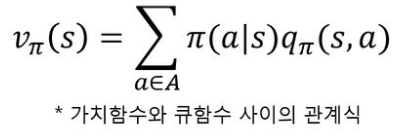 v_π(s) = ∑_{a∈A} π(a|s)q_π(s, a)
* 가치함수와 큐함수 사이의 관계식